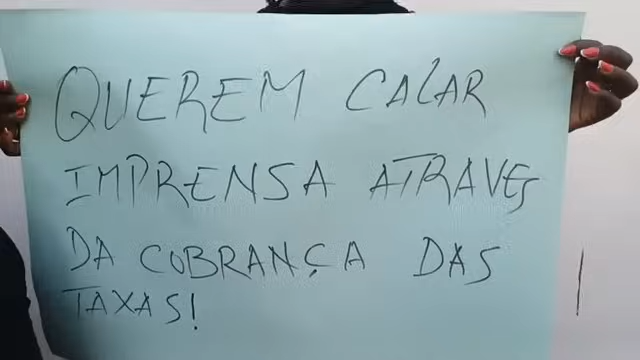 QUEREM CALAR
IMPRENSA ATRAVES
DA COBRANÇA DAS
TAXAS!